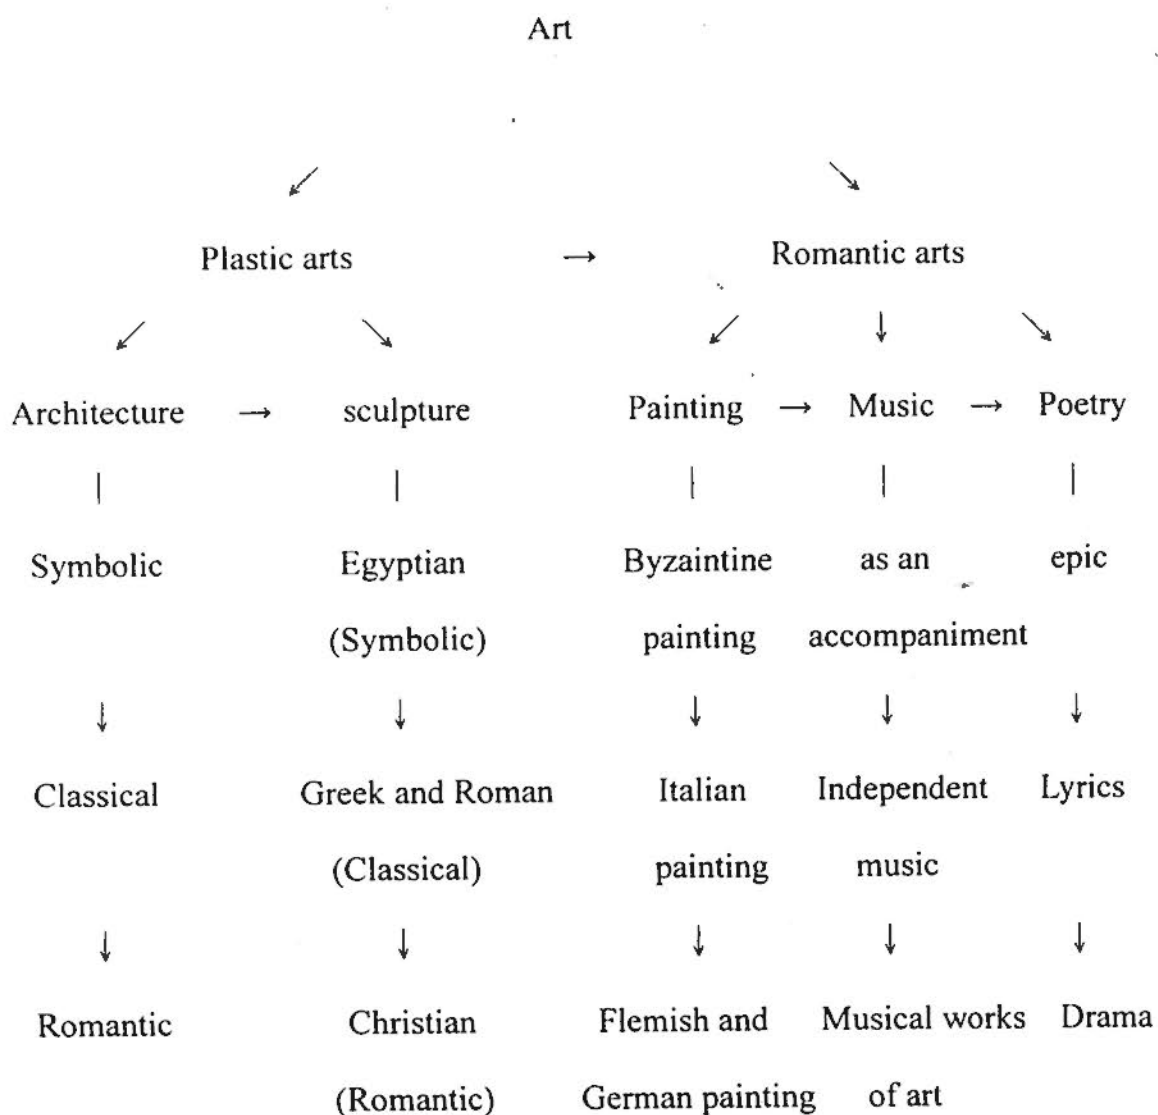 Art
Plastic arts → Romantic arts
Architecture → sculpture Painting → Music → Poetry
Symbolic Egyptian Byzaintine as an epic
(Symbolic) painting accompaniment
Classical Greek and Roman Italian Independent Lyrics
(Classical) painting music
Romantic Christian Flemish and Musical works Drama
(Romantic) German painting of art